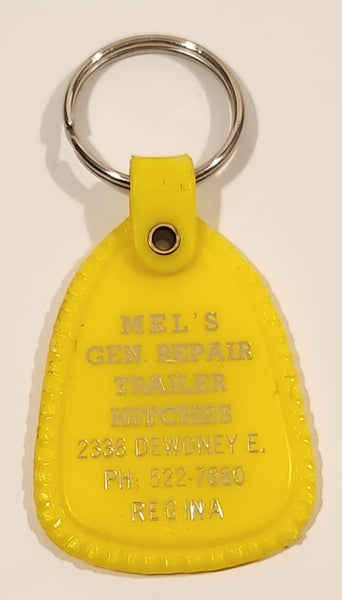 MEL'S
GEN. REPAIR
TRAILER
HITCHES
2336 DEWDNEY E.
PH: 522-7880
REGINA